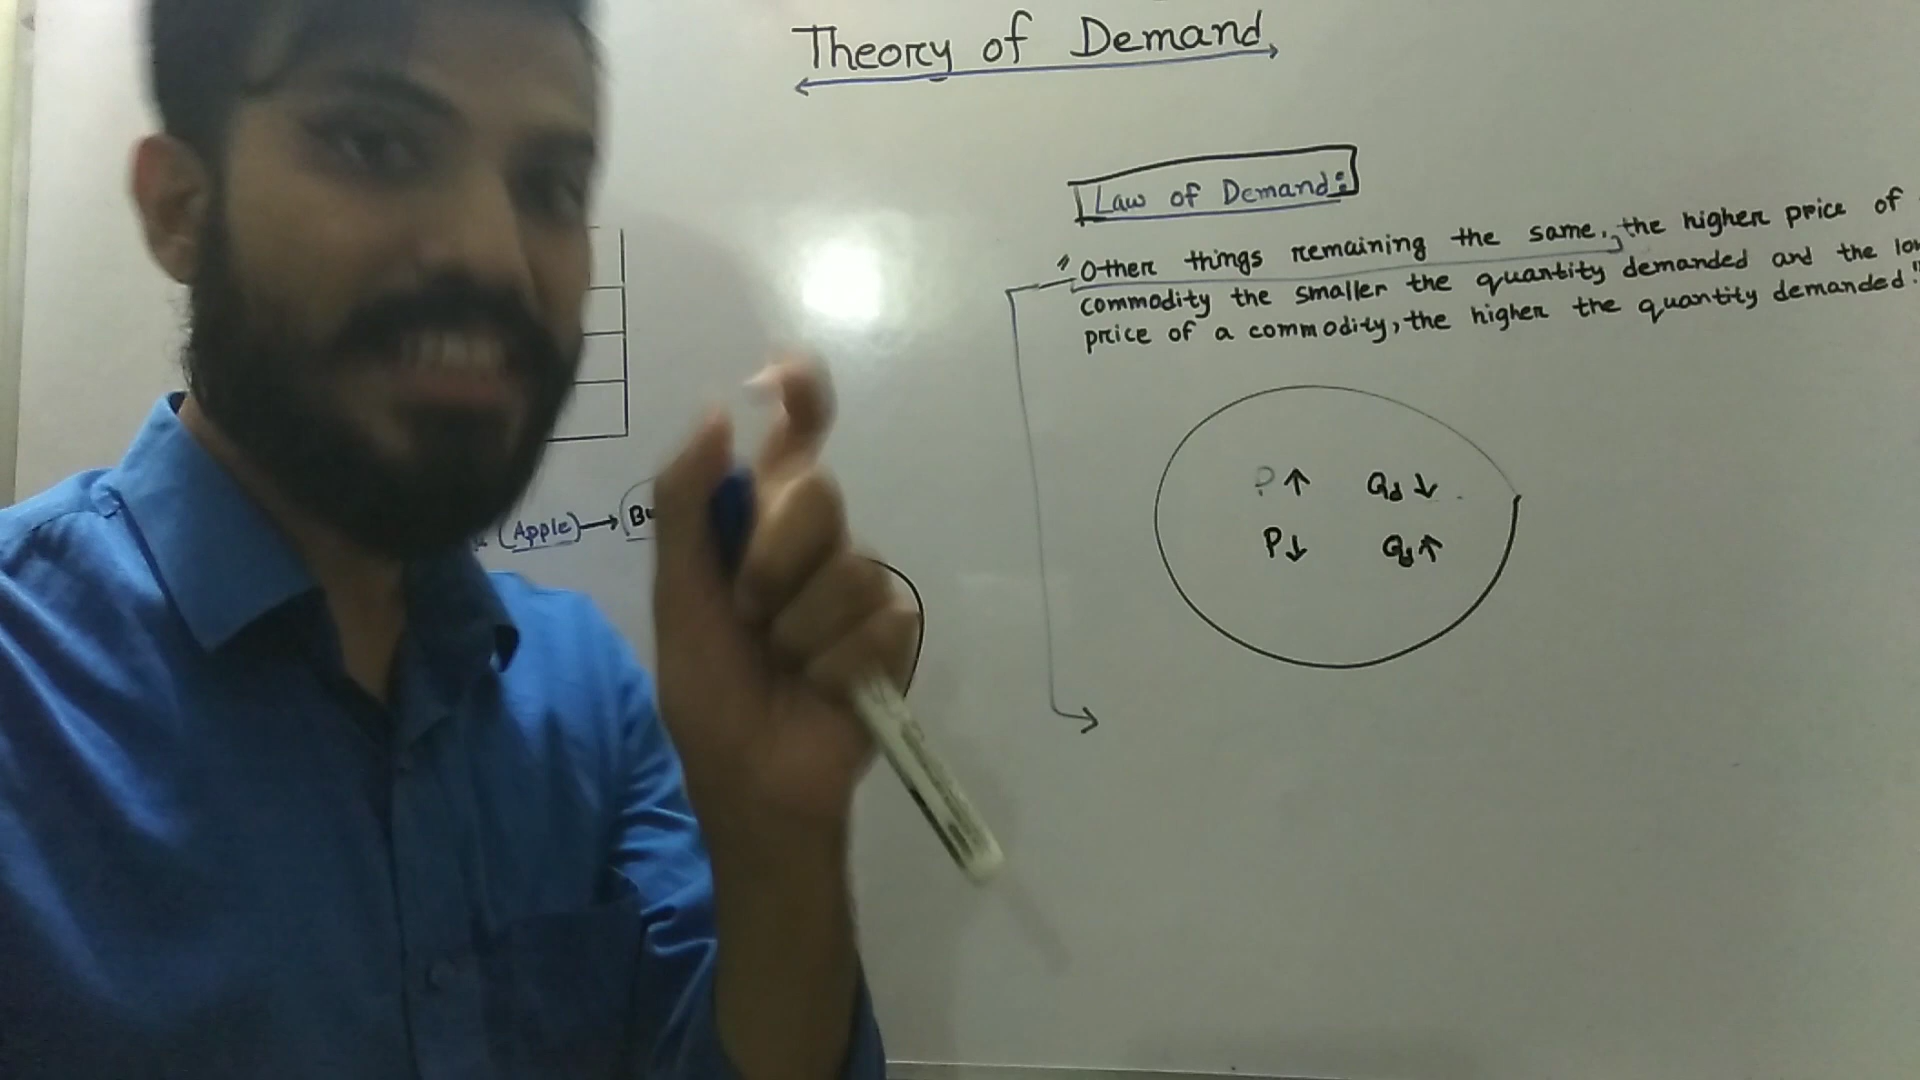 Theory of Demand
Law of Demand:
"Other things remaining the same, the higher price of
commodity the smaller the quantity demanded and the
price of a commodity, the higher the quantity demanded."
P↑ Qd↓
P↓ Qd↑
(Apple)→